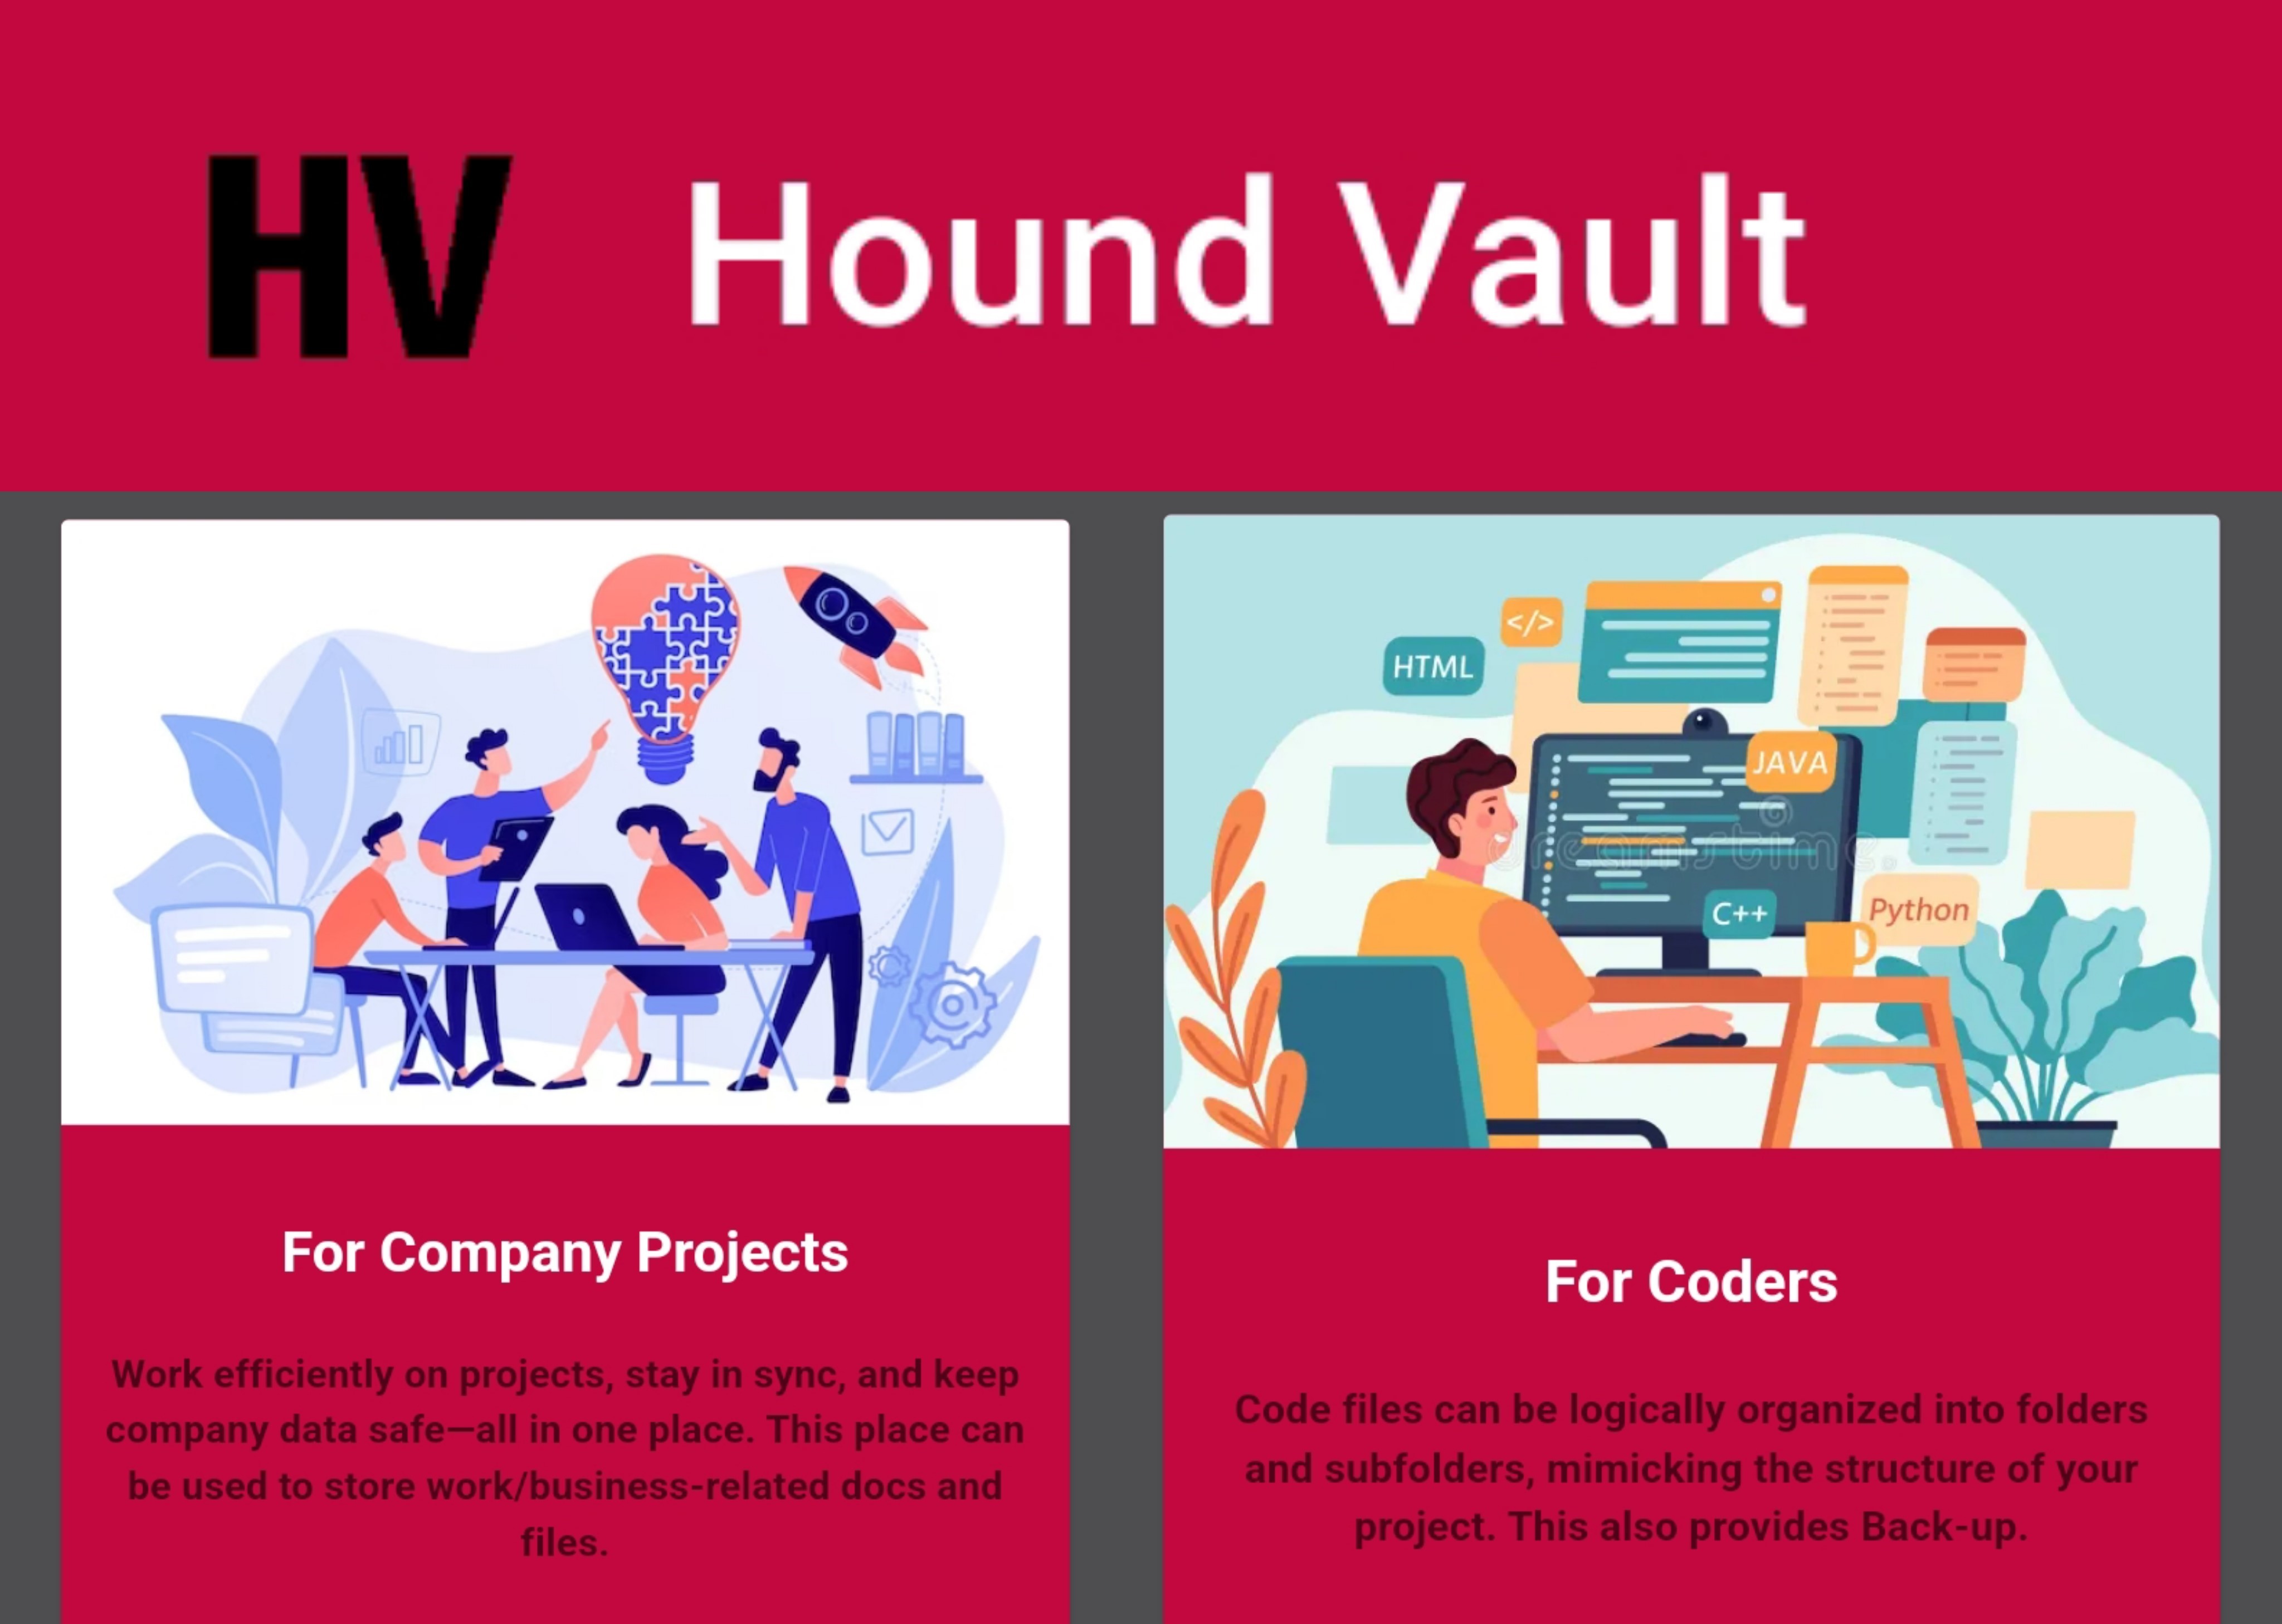 HV Hound Vault
For Company Projects
Work efficiently on projects, stay in sync, and keep
company data safe—all in one place. This place can
be used to store work/business-related docs and
files.
HTML
</>
JAVA
dreamstime
C++
Python
For Coders
Code files can be logically organized into folders
and subfolders, mimicking the structure of your
project. This also provides Back-up.